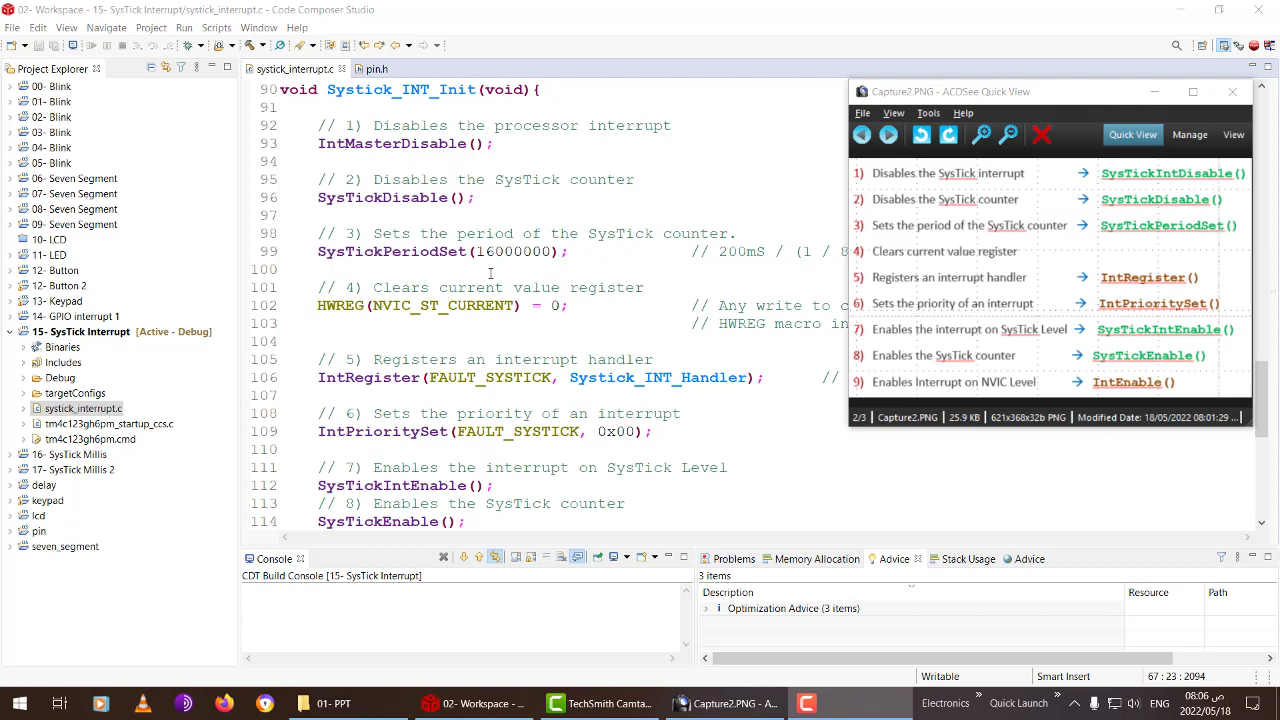 02- Workspace - 15- SysTick Interrupt/systick_interrupt.c - Code Composer Studio
File Edit View Navigate Project Run Scripts Window Help
Project Explorer
00- Blink
01- Blink
02- Blink
03- Blink
04- Blink
05- Blink
06- Seven Segment
07- Seven Segment
08- Seven Segment
09- Seven Segment
10- LCD
11- LED
12- Button
12- Button 2
13- Keypad
14- GPIO interrupt 1
15- SysTick Interrupt [Active - Debug]
Binaries
Includes
Debug
targetConfigs
systick_interrupt.c
tm4c123gh6pm_startup_ccs.c
tm4c123gh6pm.cmd
16- SysTick Millis
17- SysTick Millis 2
delay
keypad
lcd
pin
seven_segment
systick_interrupt.c
pin.h
90 void Systick_INT_Init(void){
91
92 // 1) Disables the processor interrupt
93 IntMasterDisable();
94
95 // 2) Disables the SysTick counter
96 SysTickDisable();
97
98 // 3) Sets the period of the SysTick counter.
99 SysTickPeriodSet(16000000); // 200mS / (1 / 8
100
101 // 4) Clears current value register
102 HWREG(NVIC_ST_CURRENT) = 0; // Any write to c
103 // HWREG macro in
104
105 // 5) Registers an interrupt handler
106 IntRegister(FAULT_SYSTICK, Systick_INT_Handler); //
107
108 // 6) Sets the priority of an interrupt
109 IntPrioritySet(FAULT_SYSTICK, 0x00);
110
111 // 7) Enables the interrupt on SysTick Level
112 SysTickIntEnable();
113 // 8) Enables the SysTick counter
114 SysTickEnable();
Capture2.PNG - ACDSee Quick View
File View Tools Help
Quick View Manage View
1) Disables the SysTick interrupt → SysTickIntDisable()
2) Disables the SysTick counter → SysTickDisable()
3) Sets the period of the SysTick counter → SysTickPeriodSet()
4) Clears current value register
5) Registers an interrupt handler → IntRegister()
6) Sets the priority of an interrupt → IntPrioritySet()
7) Enables the interrupt on SysTick Level → SysTickIntEnable()
8) Enables the SysTick counter → SysTickEnable()
9) Enables Interrupt on NVIC Level → IntEnable()
2/3 Capture2.PNG 25.9 KB 621x368x32b PNG Modified Date: 18/05/2022 08:01:29 ...
Console
CDT Build Console [15- SysTick Interrupt]
Problems Memory Allocation Advice Stack Usage Advice
3 items
Description Resource Path
Optimization Advice (3 items)
Writable Smart Insert 67 : 23 : 2094
01- PPT 02- Workspace - ... TechSmith Camta... Capture2.PNG - A... Electronics Quick Launch ENG
08:06 ص
2022/05/18